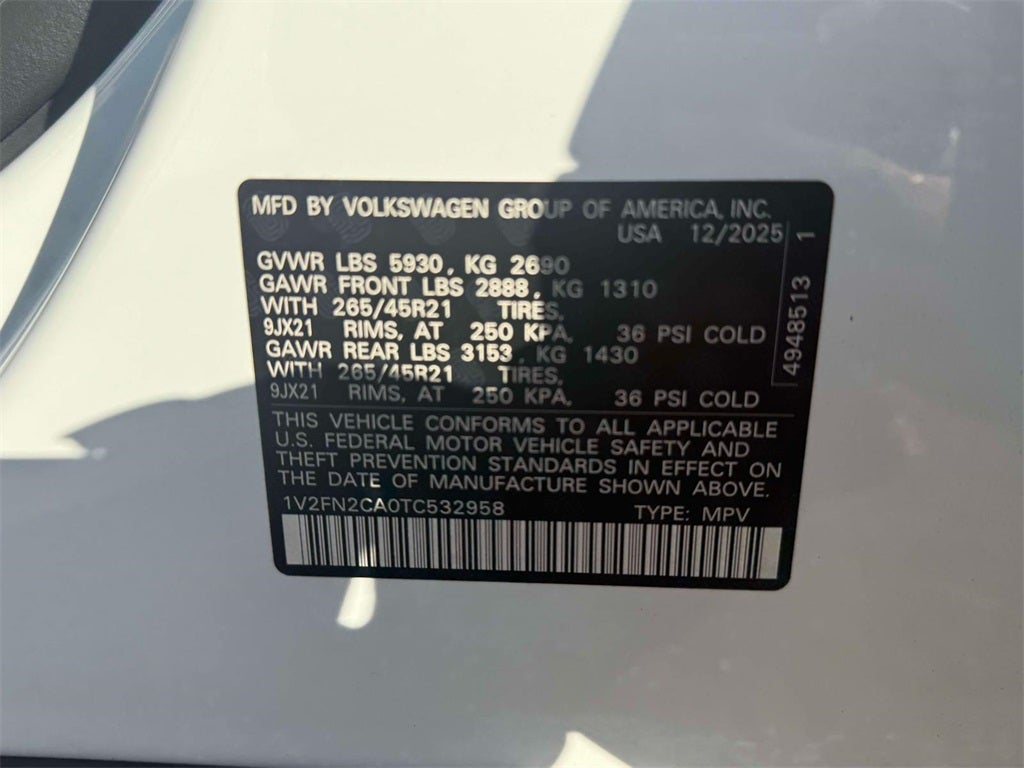 MFD BY VOLKSWAGEN GROUP OF AMERICA, INC.
USA 12/2025
GVWR LBS 5930, KG 2690
GAWR FRONT LBS 2888, KG 1310
WITH 265/45R21 TIRES,
9JX21 RIMS, AT 250 KPA, 36 PSI COLD
GAWR REAR LBS 3153, KG 1430
WITH 265/45R21 TIRES,
9JX21 RIMS, AT 250 KPA, 36 PSI COLD
THIS VEHICLE CONFORMS TO ALL APPLICABLE
U.S. FEDERAL MOTOR VEHICLE SAFETY AND
THEFT PREVENTION STANDARDS IN EFFECT ON
THE DATE OF MANUFACTURE SHOWN ABOVE.
1V2FN2CA0TC532958 TYPE: MPV
4948513 1